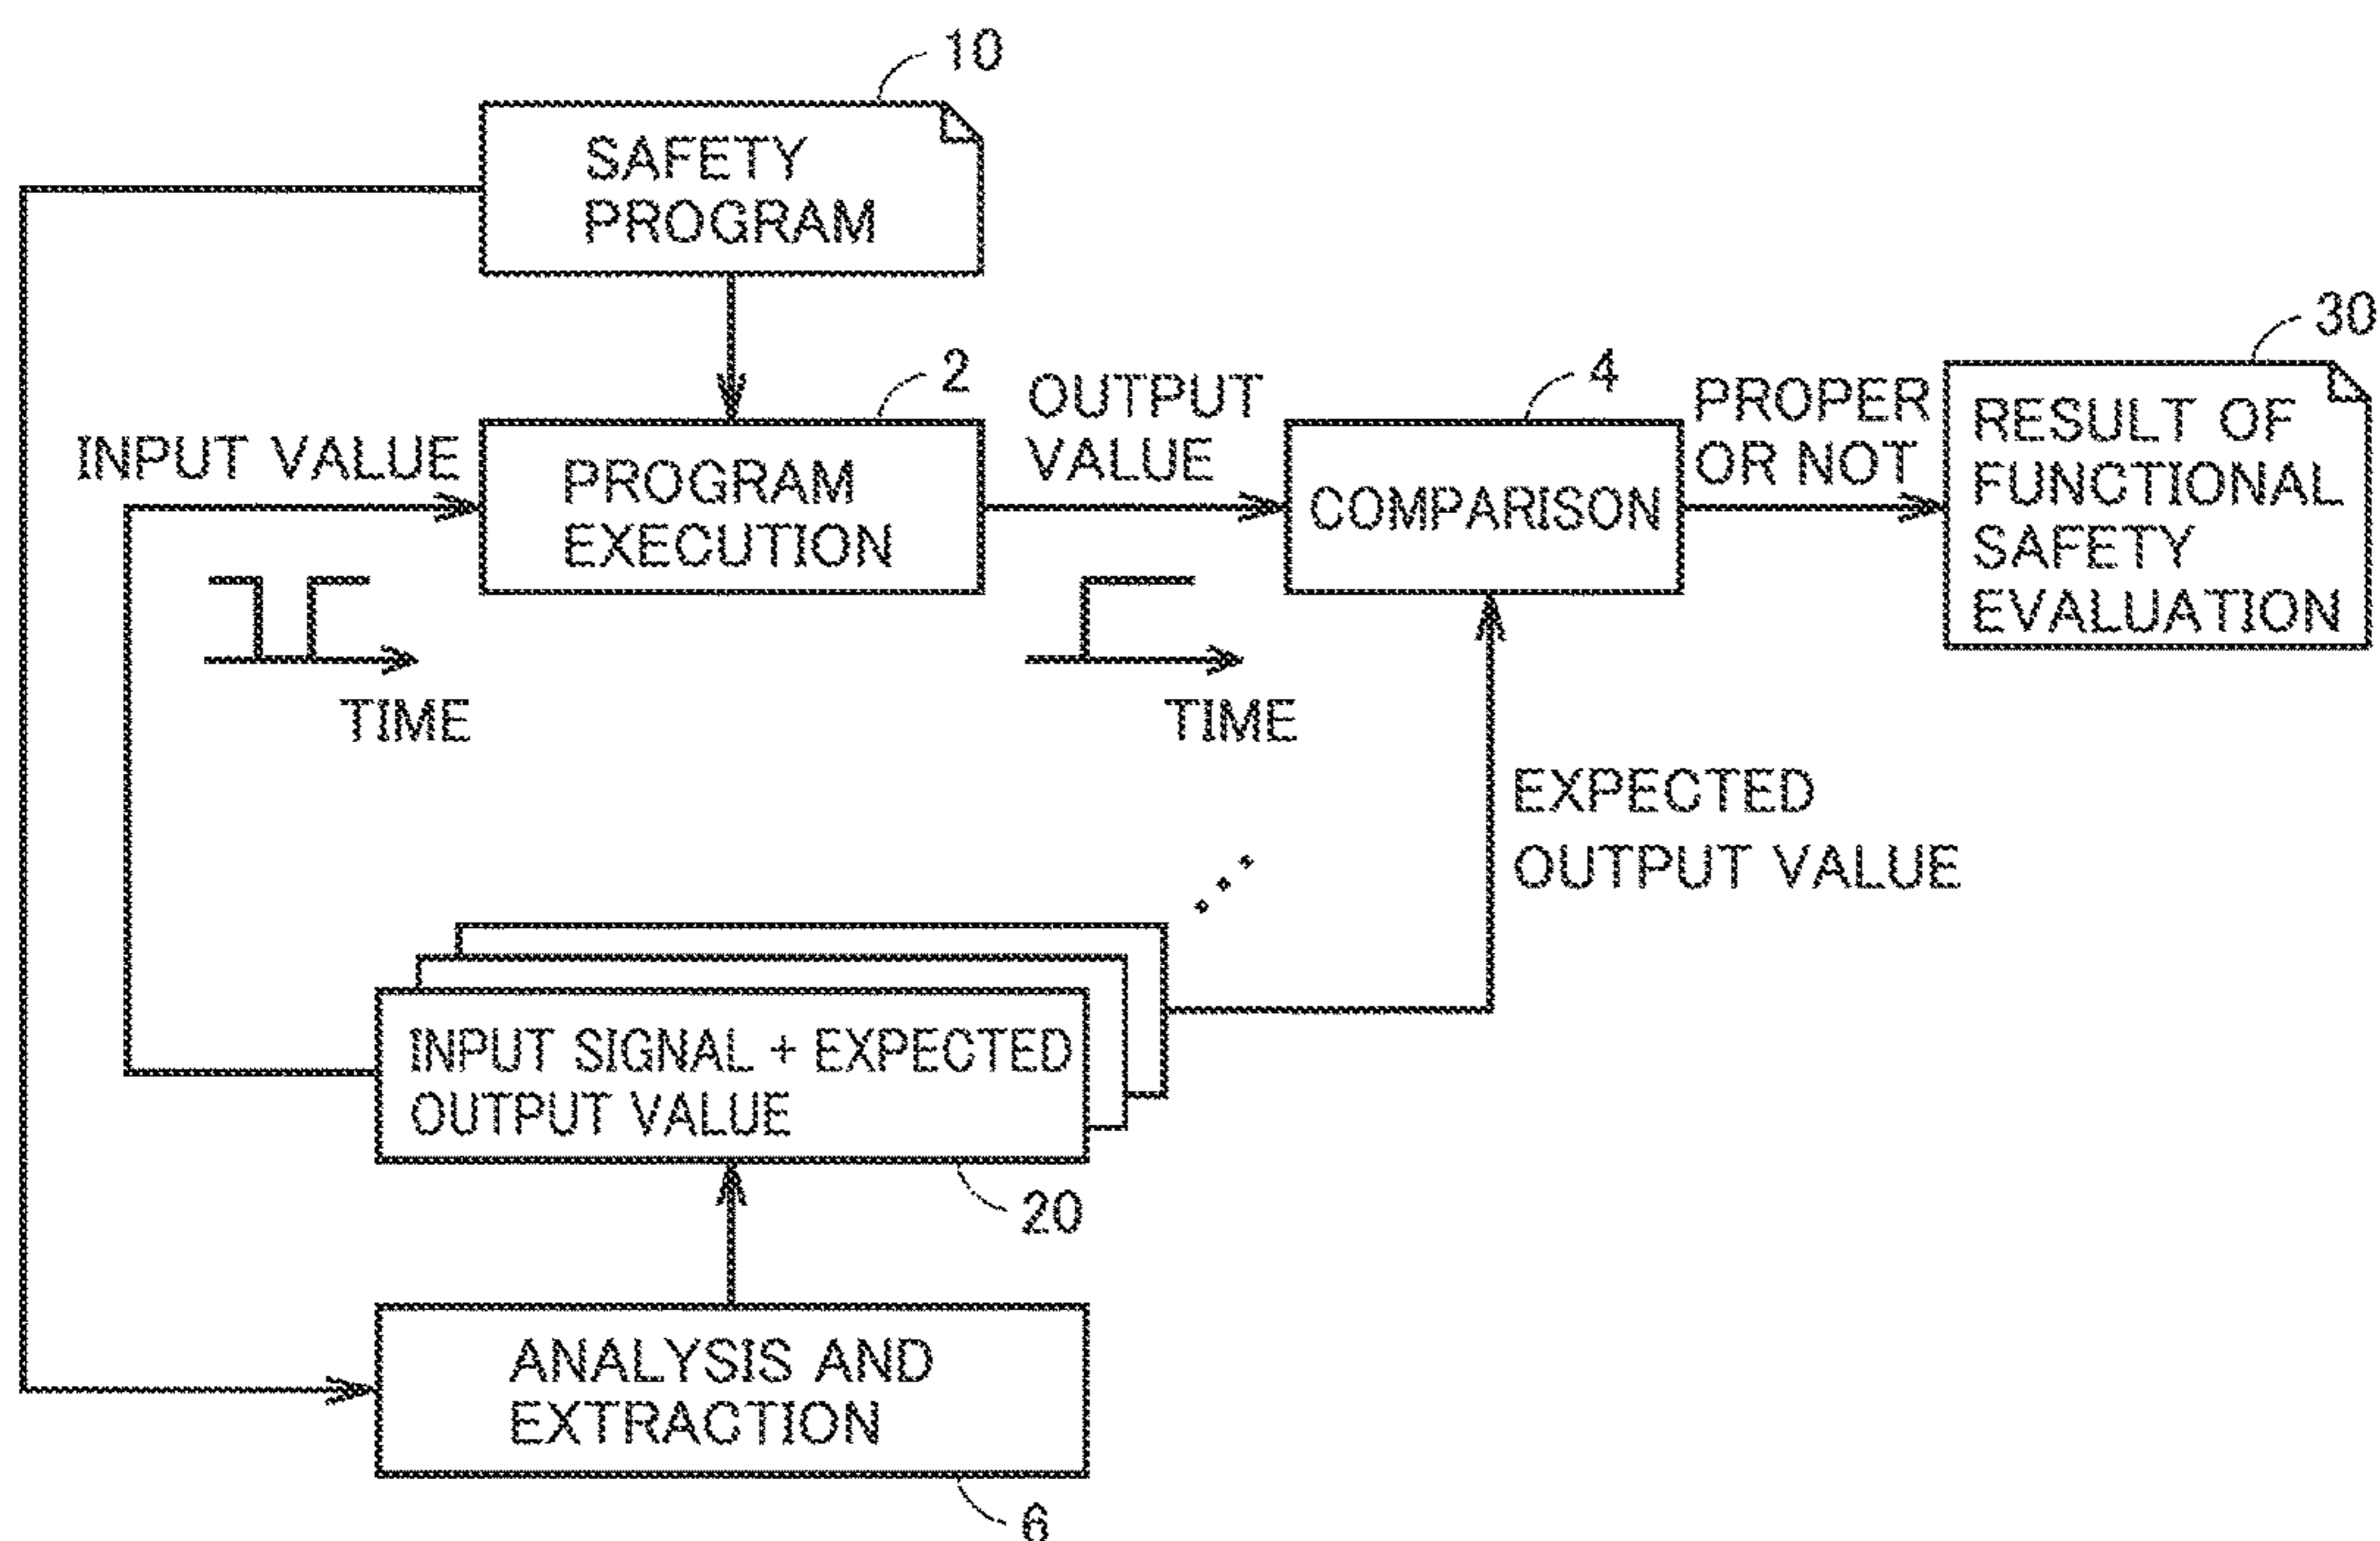 10
SAFETY
PROGRAM
30
2
OUTPUT
VALUE
4
PROPER
OR NOT
INPUT VALUE
PROGRAM
EXECUTION
COMPARISON
RESULT OF
FUNCTIONAL
SAFETY
EVALUATION
TIME
TIME
EXPECTED
OUTPUT VALUE
INPUT SIGNAL + EXPECTED
OUTPUT VALUE
20
ANALYSIS AND
EXTRACTION
6